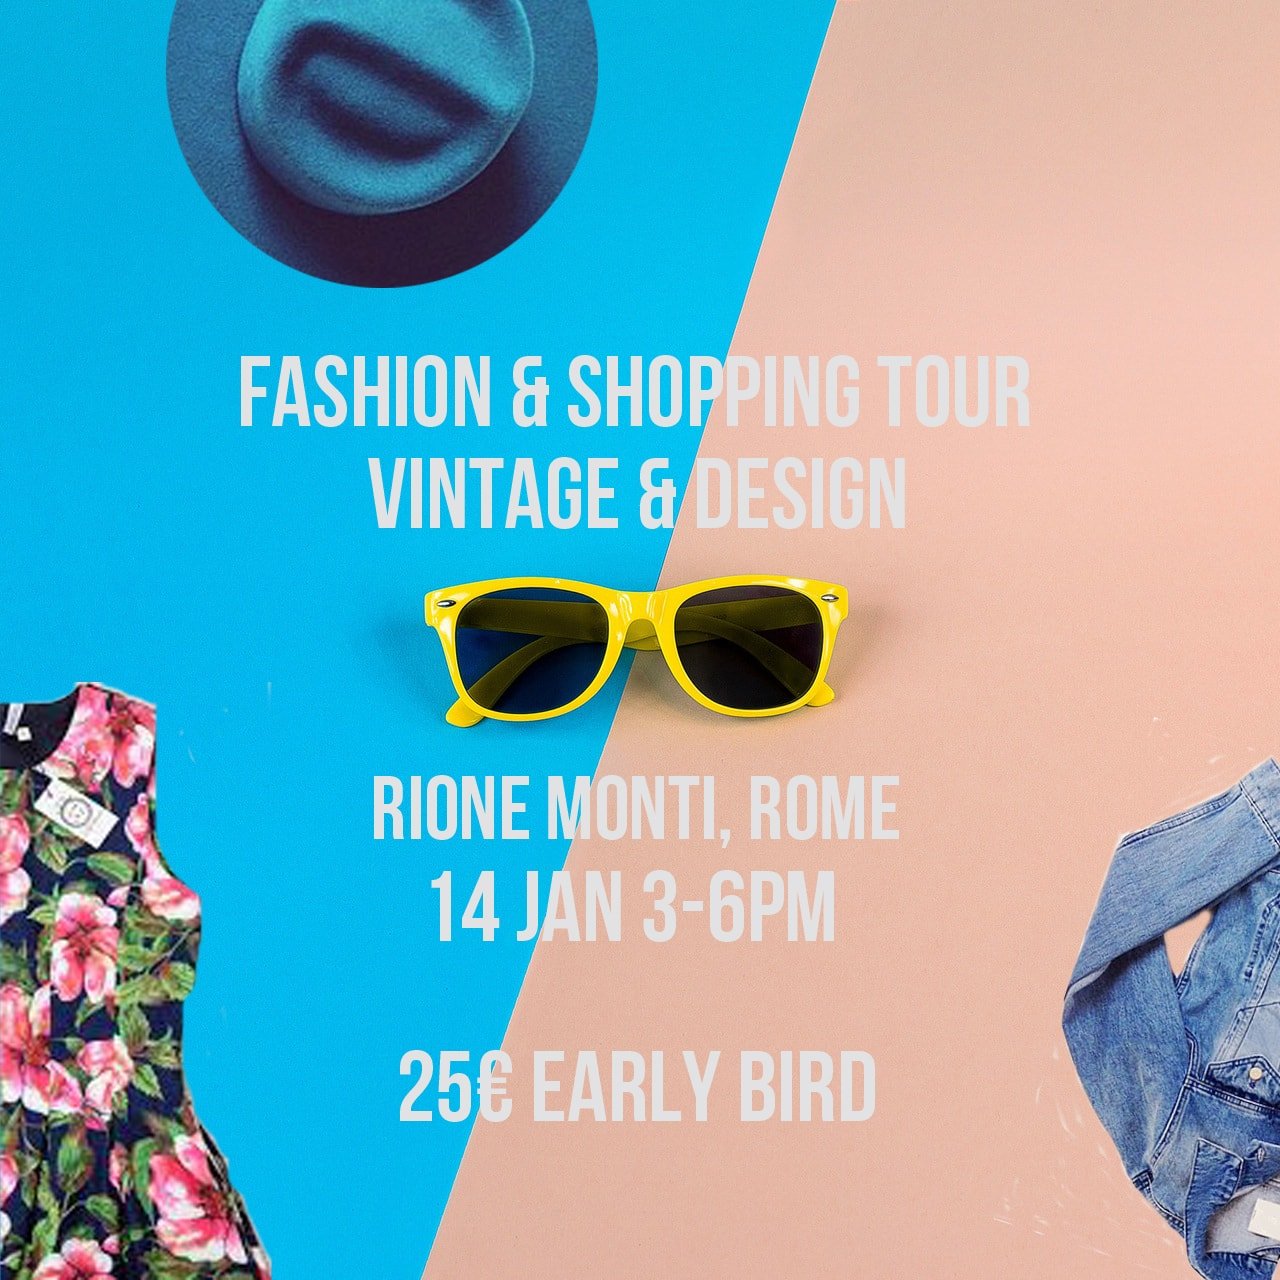 FASHION & SHOPPING TOUR
VINTAGE & DESIGN
RIONE MONTI, ROME
14 JAN 3-6PM
25€ EARLY BIRD